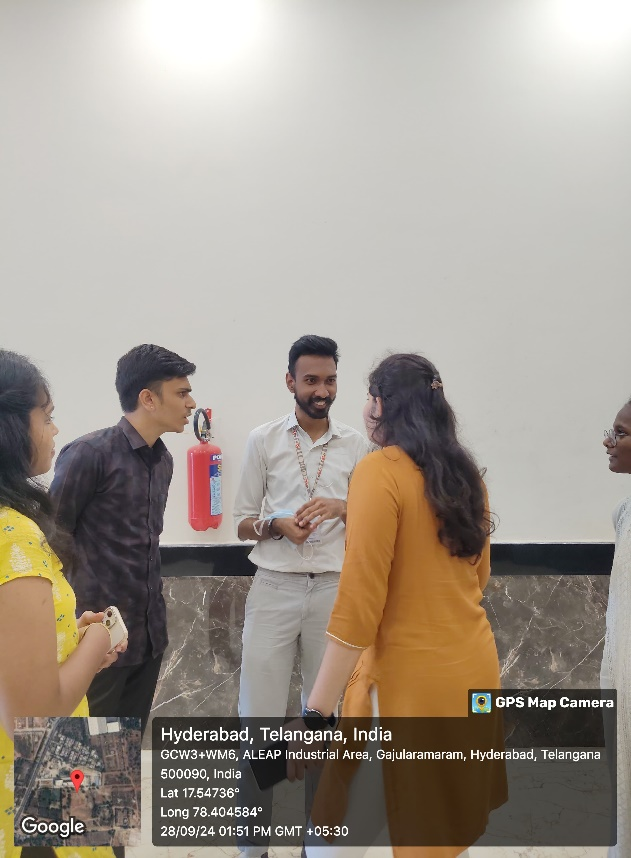 GPS Map Camera
Hyderabad, Telangana, India
GCW3+WM6, ALEAP Industrial Area, Gajularamaram, Hyderabad, Telangana
500090, India
Lat 17.54736°
Long 78.404584°
28/09/24 01:51 PM GMT +05:30
Google